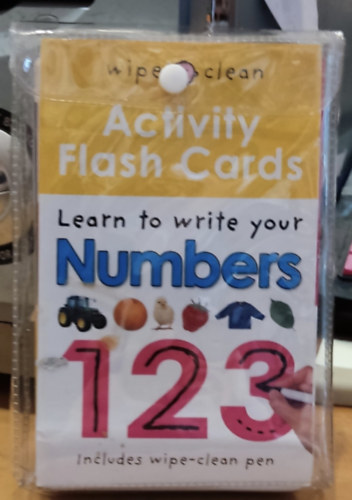 wipe clean
Activity
Flash Cards
Learn to write your
Numbers
123
Includes wipe-clean pen